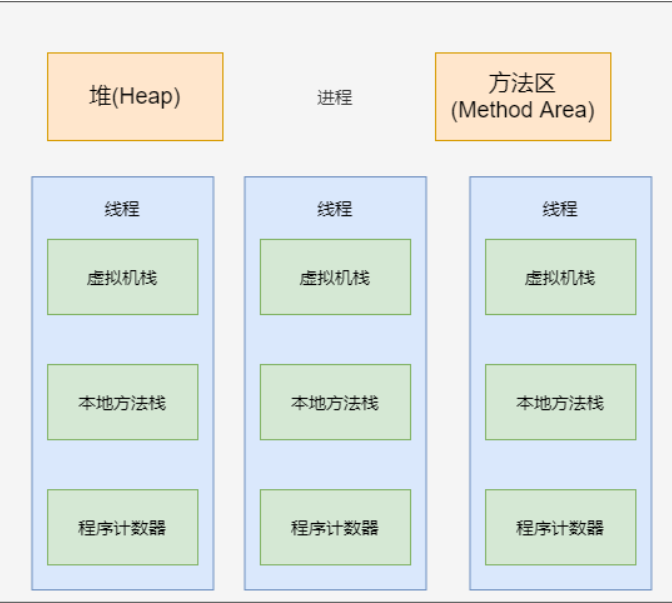 堆(Heap)
进程
方法区
(Method Area)
线程
线程
线程
虚拟机栈
虚拟机栈
虚拟机栈
本地方法栈
本地方法栈
本地方法栈
程序计数器
程序计数器
程序计数器